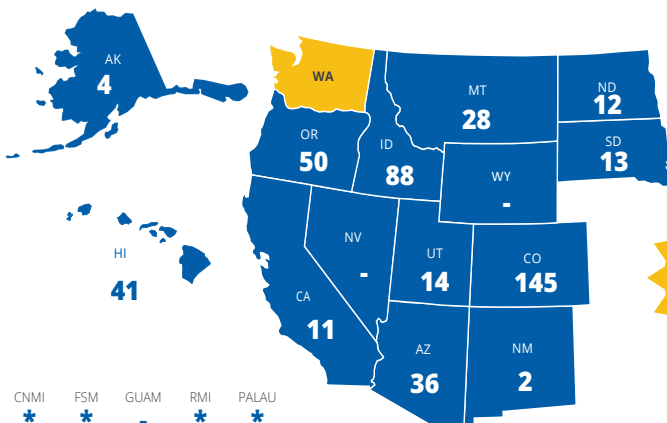 AK
4
WA
MT
28
ND
12
OR
50
ID
88
SD
13
WY
-
HI
41
NV
-
UT
14
CO
145
CA
11
AZ
36
NM
2
CNMI FSM GUAM RMI PALAU
* * - * *